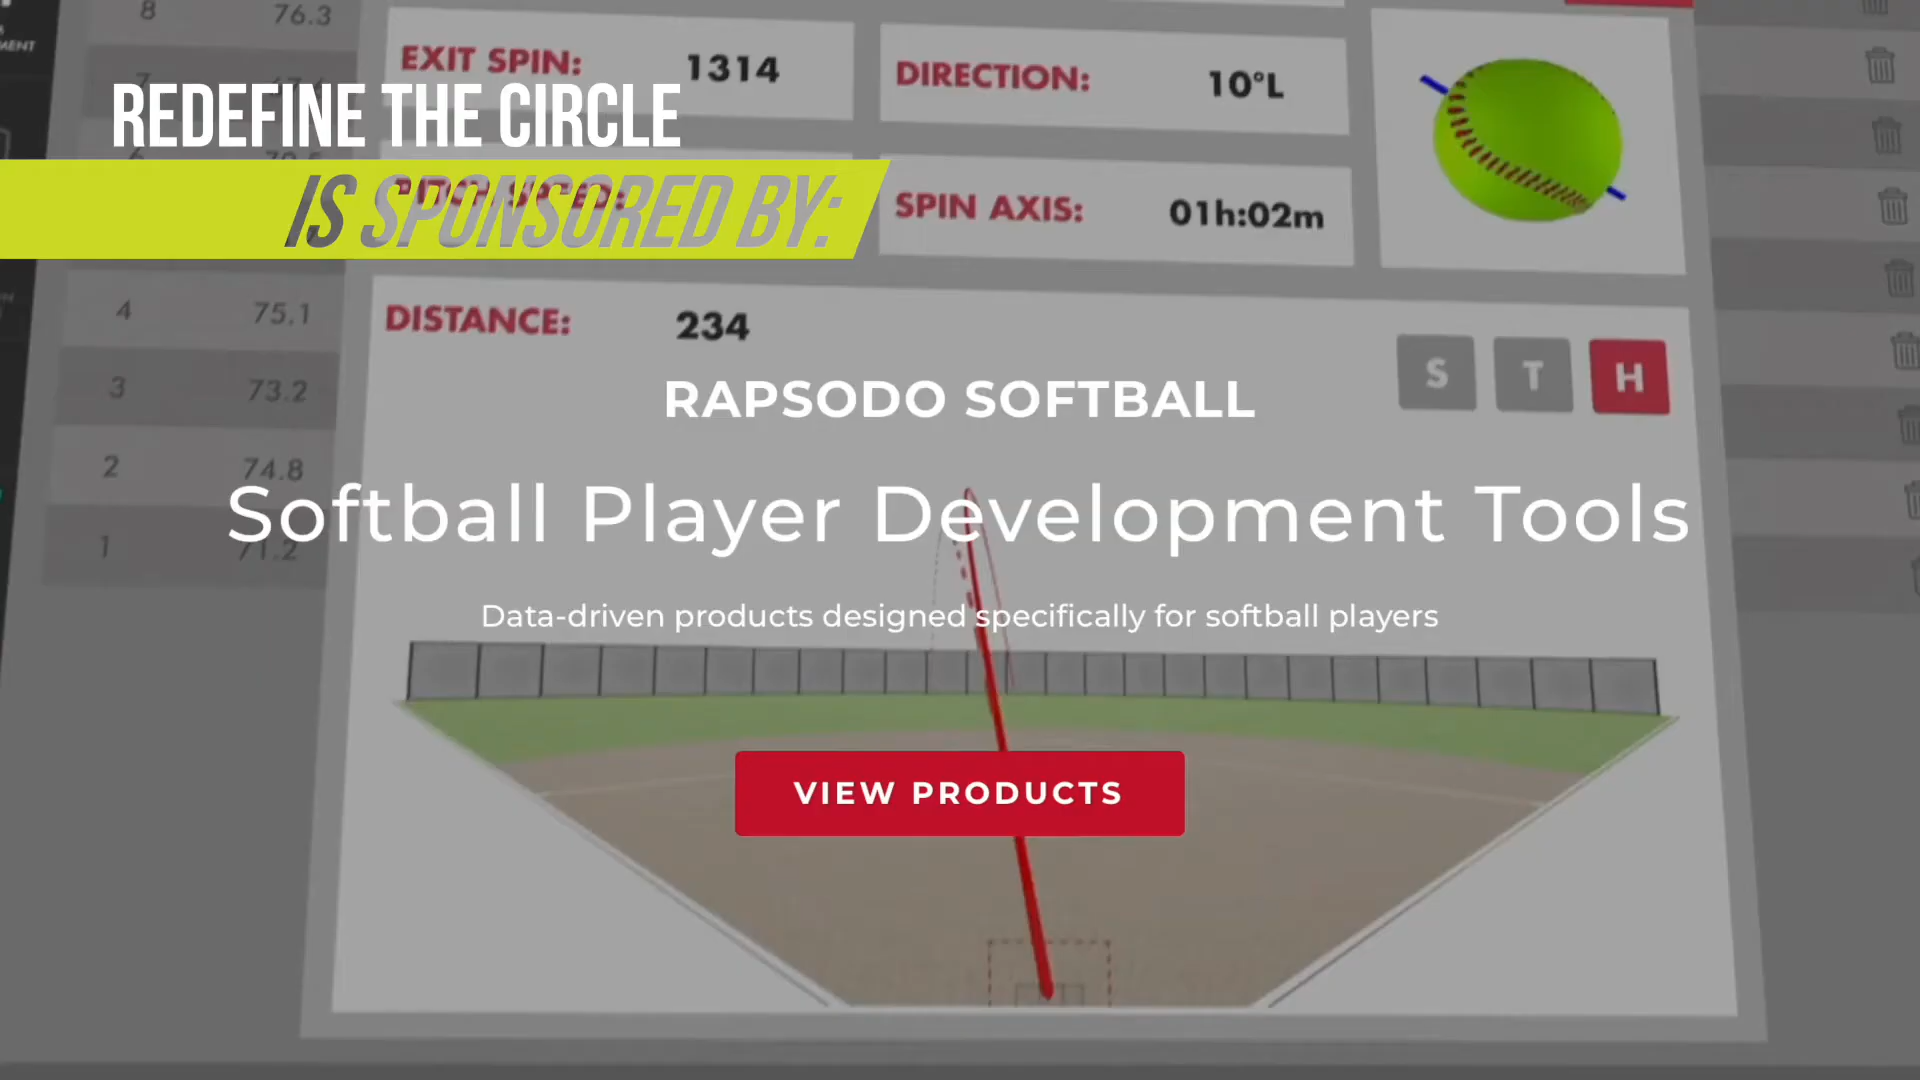 8 76.3
EXIT SPIN: 1314
DIRECTION: 10°L
REDEFINE THE CIRCLE
IS SPONSORED BY:
SPIN AXIS: 01h:02m
4 75.1
DISTANCE: 234
S T H
3 73.2
RAPSODO SOFTBALL
2 74.8
Softball Player Development Tools
1 71.2
Data-driven products designed specifically for softball players
VIEW PRODUCTS